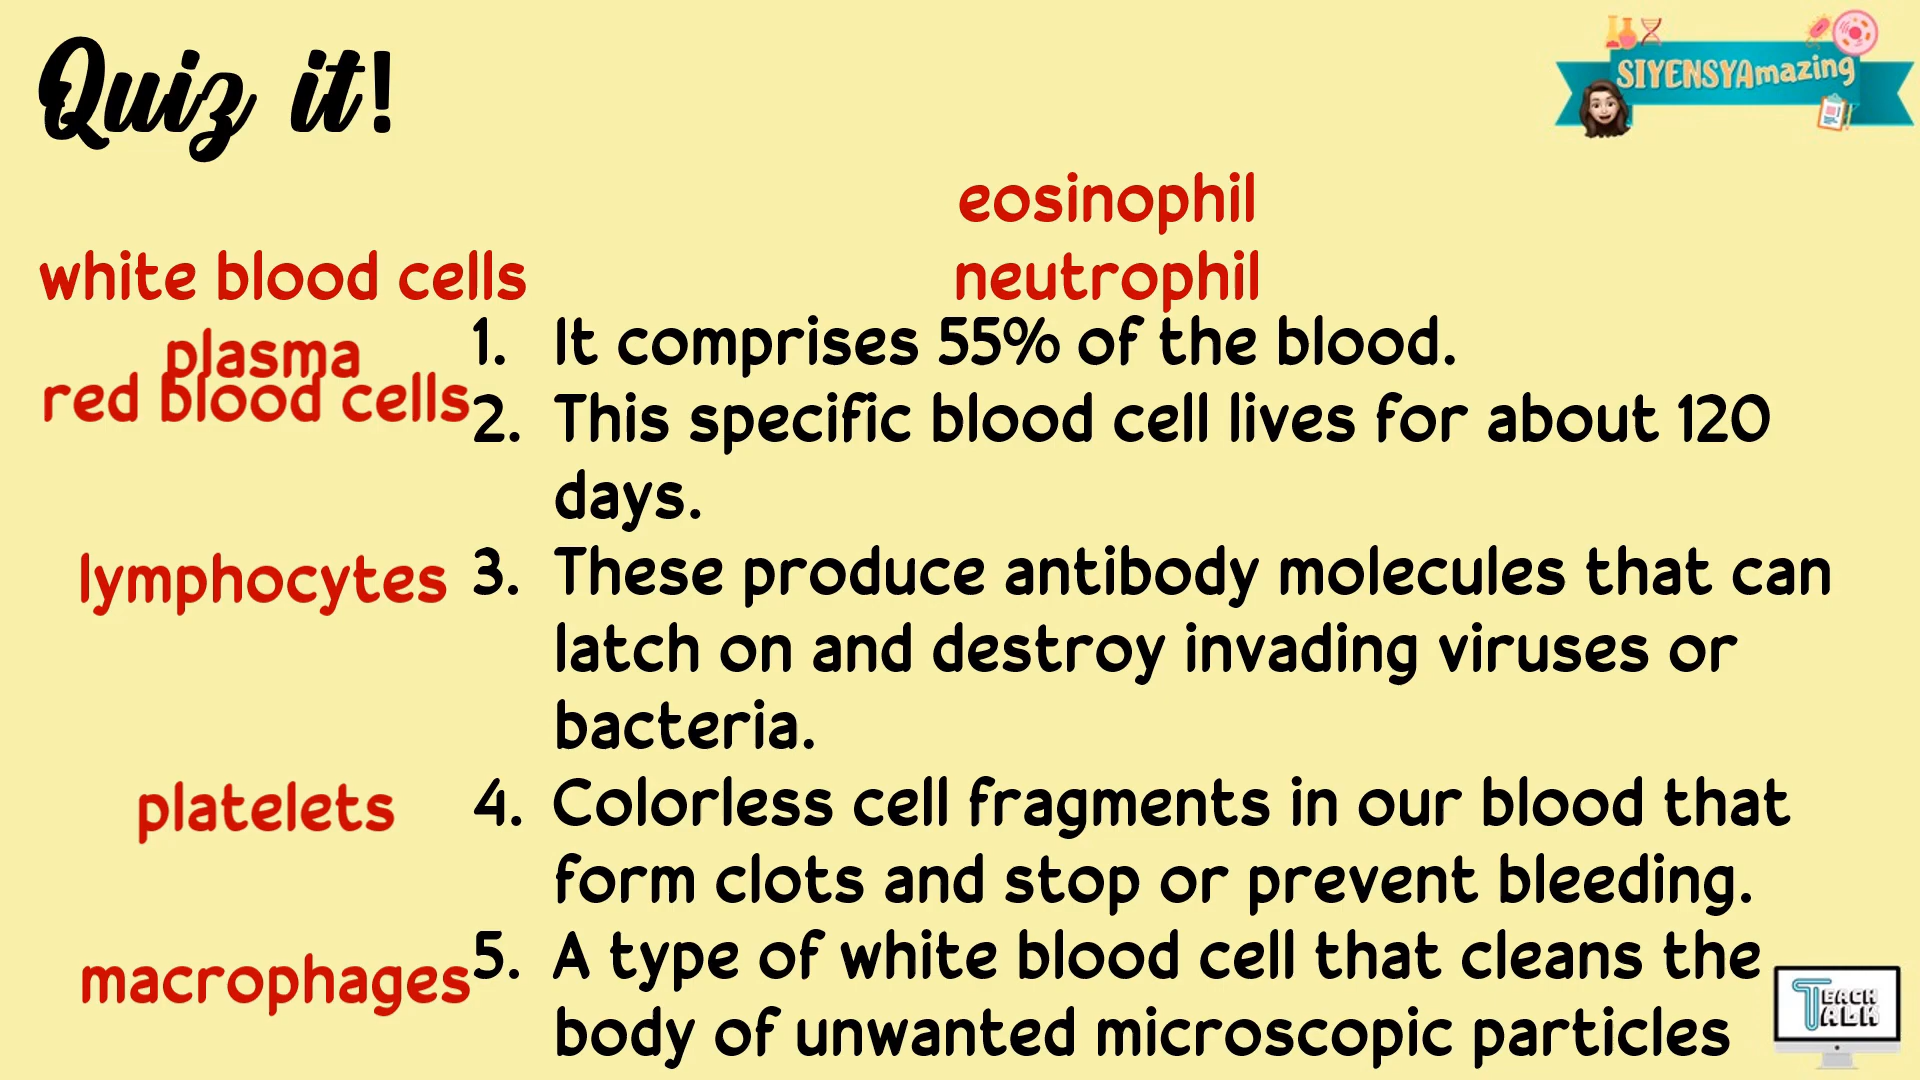 Quiz it!
SIYENSYAmazing
eosinophil
white blood cells
neutrophil
plasma
1. It comprises 55% of the blood.
red blood cells
2. This specific blood cell lives for about 120
days.
lymphocytes
3. These produce antibody molecules that can
latch on and destroy invading viruses or
bacteria.
platelets
4. Colorless cell fragments in our blood that
form clots and stop or prevent bleeding.
macrophages
5. A type of white blood cell that cleans the
body of unwanted microscopic particles
TEACH
TALK